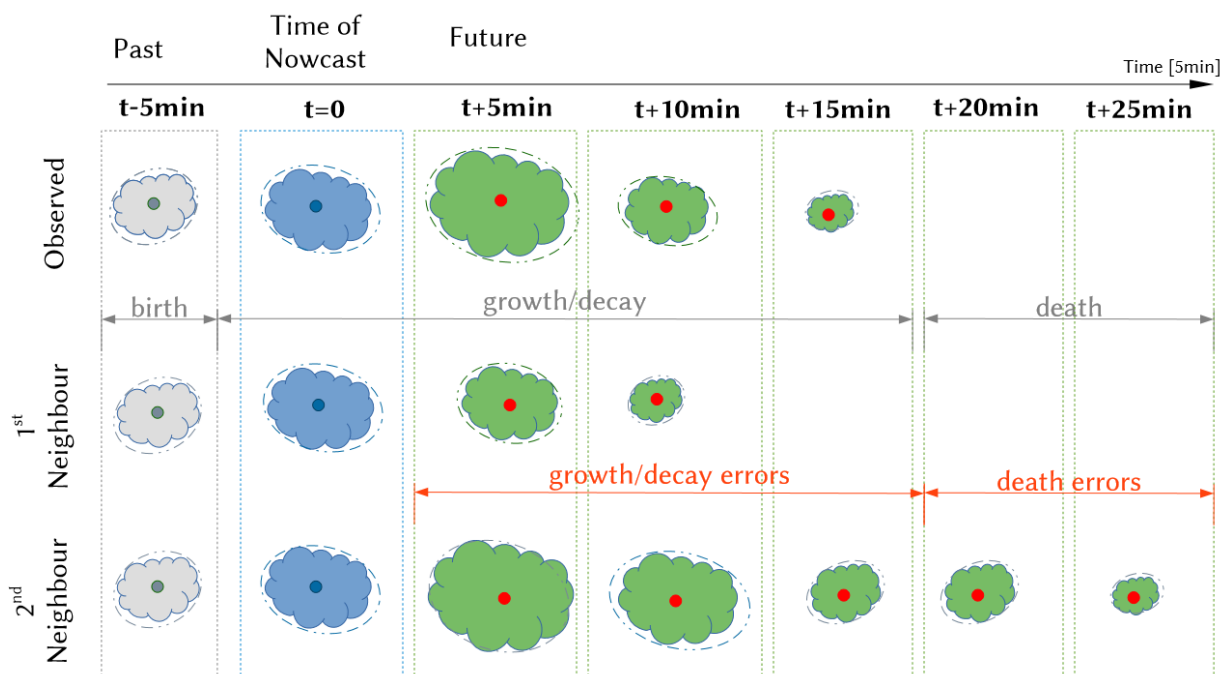 Past
Time of
Nowcast
Future
Time [5min]
t-5min
t=0
t+5min
t+10min
t+15min
t+20min
t+25min
Observed
birth
growth/decay
death
1st
Neighbour
growth/decay errors
death errors
2nd
Neighbour